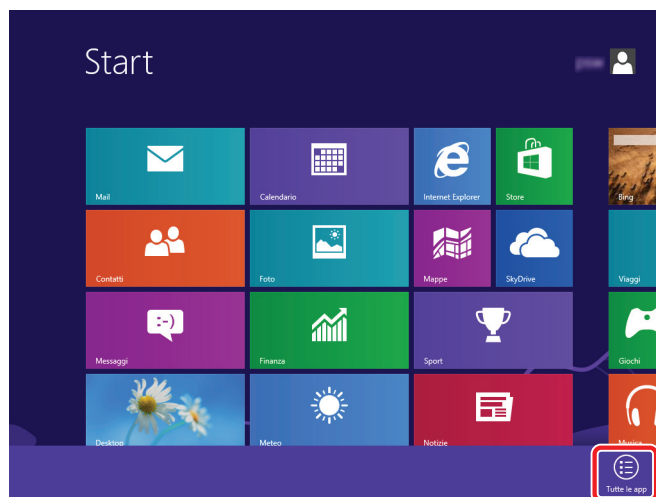 Start
Mail
Calendario
Internet Explorer
Store
Bing
Contatti
Foto
Mappe
SkyDrive
Viaggi
Messaggi
:-)
Finanza
Sport
Giochi
Desktop
Meteo
Notizie
Musica
Tutte le app